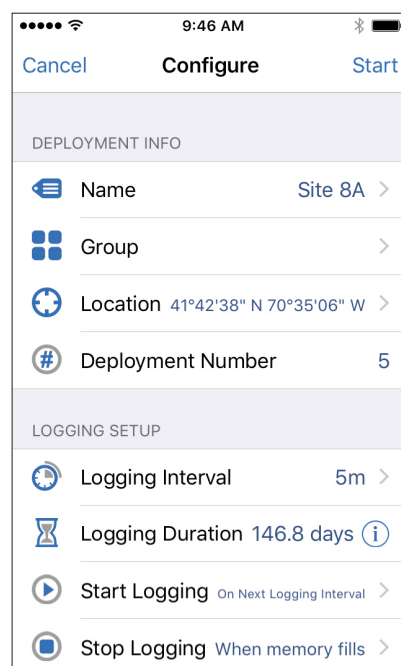 9:46 AM
Cancel Configure Start
DEPLOYMENT INFO
Name Site 8A
Group
Location 41°42'38" N 70°35'06" W
# Deployment Number 5
LOGGING SETUP
Logging Interval 5m
Logging Duration 146.8 days i
Start Logging On Next Logging Interval
Stop Logging When memory fills